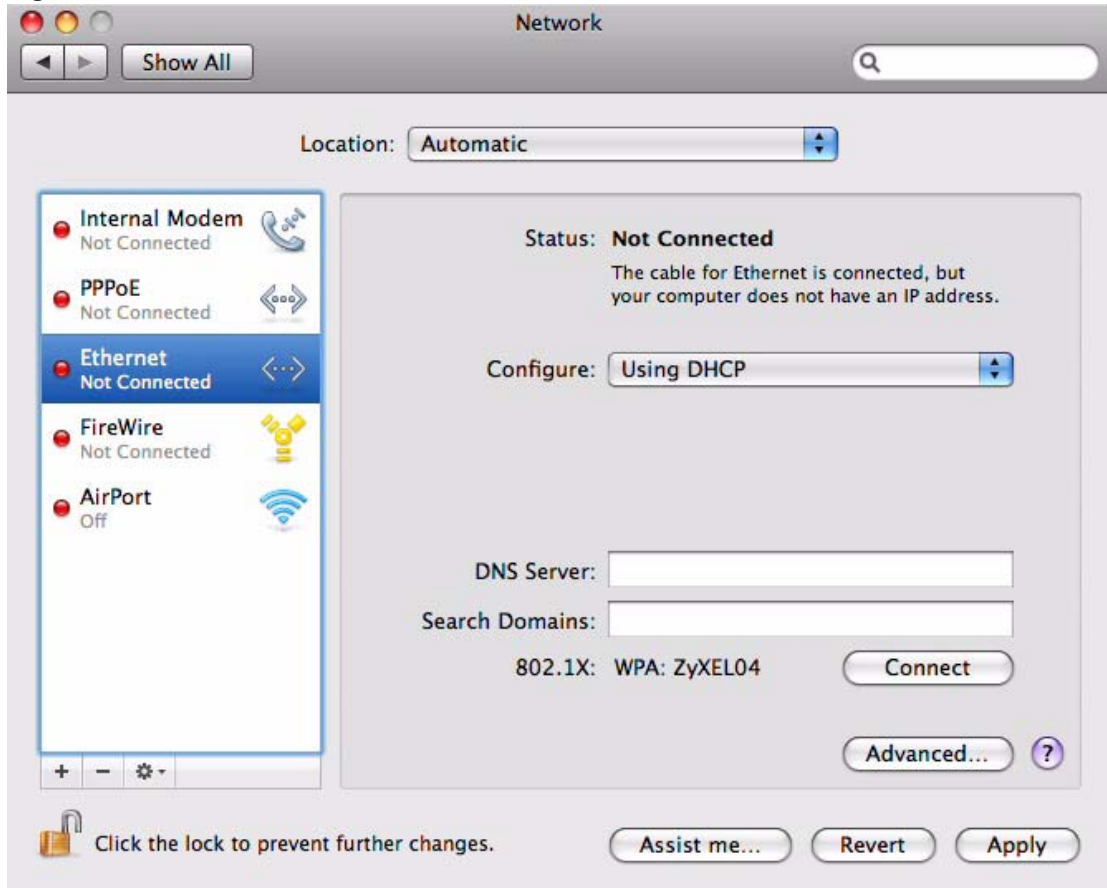 Network
Show All
Location: Automatic
Internal Modem
Not Connected
PPPoE
Not Connected
Ethernet
Not Connected
FireWire
Not Connected
AirPort
Off
Status: Not Connected
The cable for Ethernet is connected, but
your computer does not have an IP address.
Configure: Using DHCP
DNS Server:
Search Domains:
802.1X: WPA: ZyXEL04 Connect
Advanced... ?
Click the lock to prevent further changes.
Assist me... Revert Apply